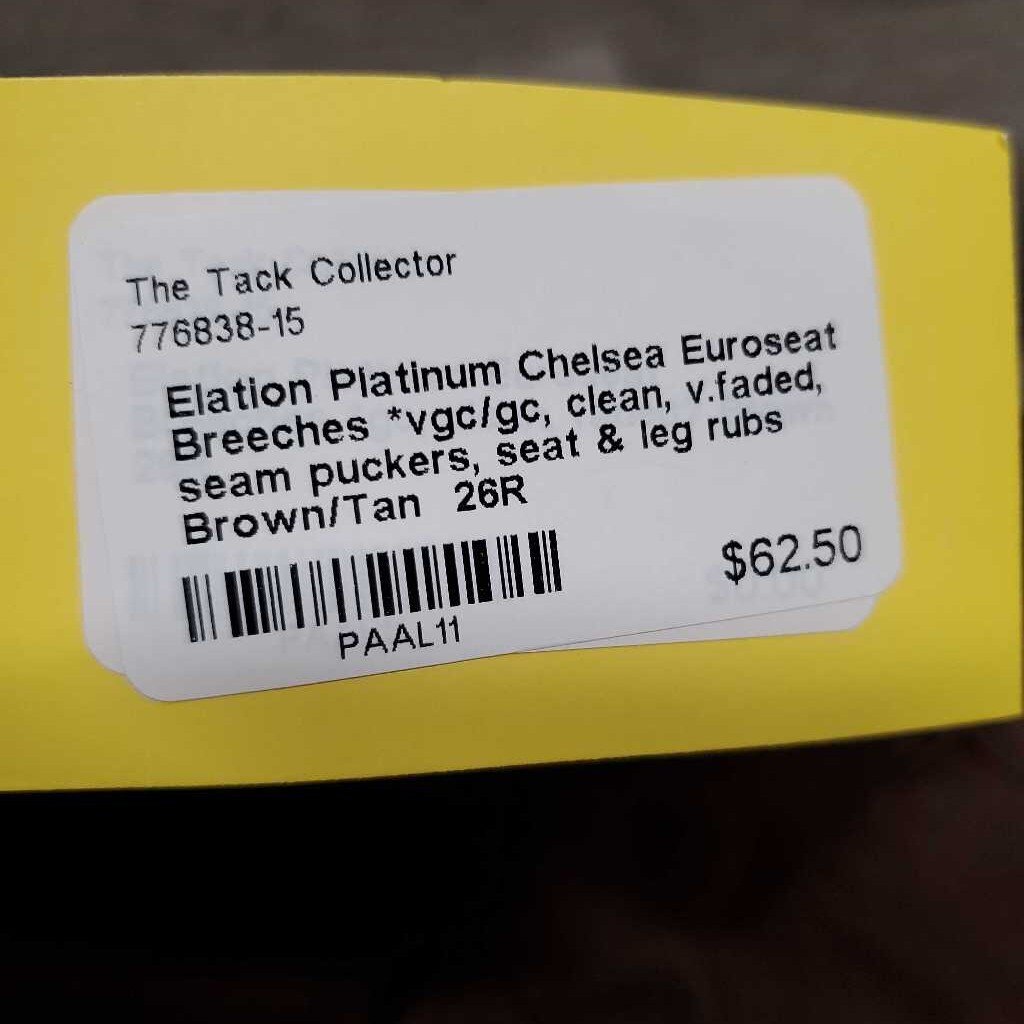 The Tack Collector
776838-15
Elation Platinum Chelsea Euroseat
Breeches *vgc/gc, clean, v.faded,
seam puckers, seat & leg rubs
Brown/Tan 26R
$62.50
PAAL11